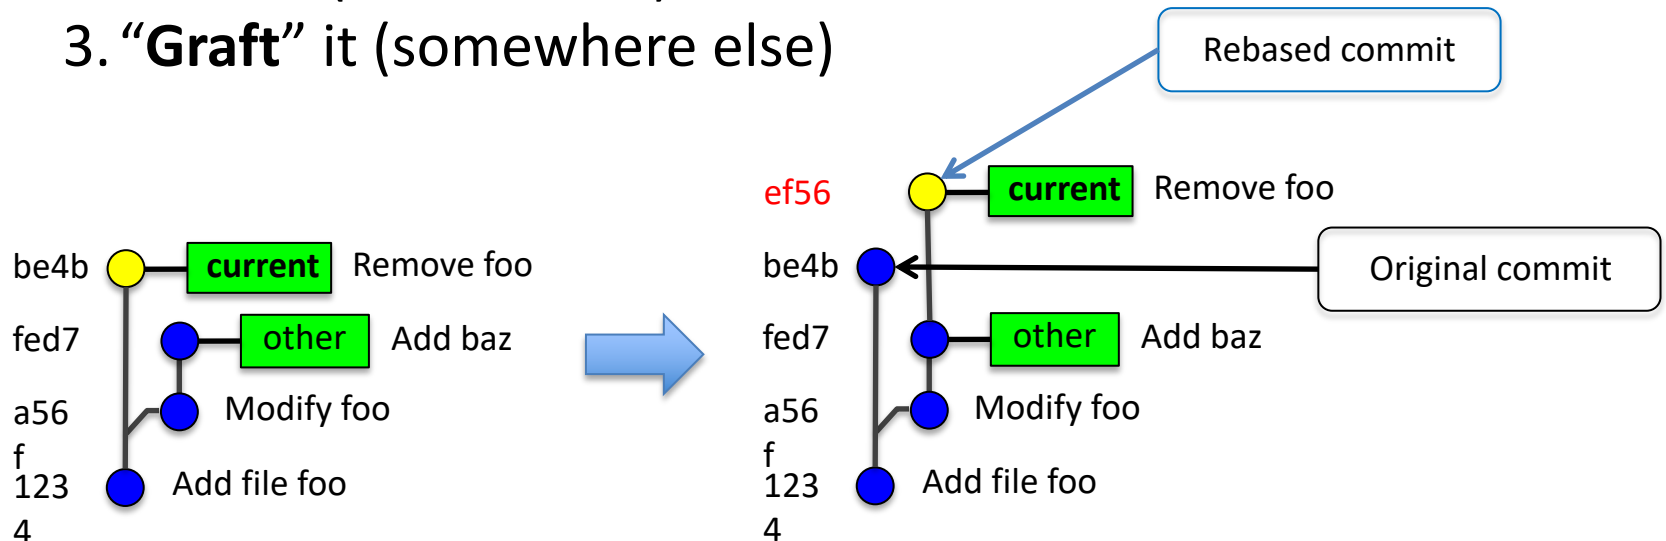 3. “Graft” it (somewhere else)
Rebased commit
be4b current Remove foo
fed7 other Add baz
a56
f
Modify foo
123
4
Add file foo
ef56 current Remove foo
be4b
Original commit
fed7 other Add baz
a56
f
Modify foo
123
4
Add file foo